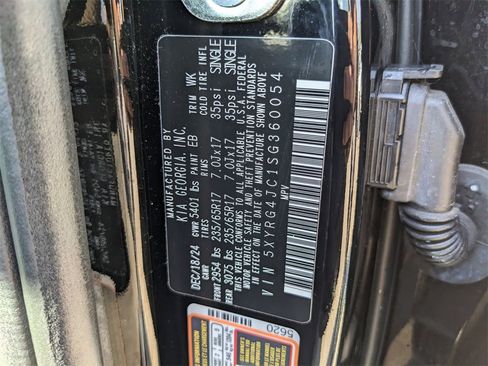 MANUFACTURED BY
KIA GEORGIA, INC.
DEC/18/24 GVWR 5401 lbs PAINT EB TRIM WK
GAWR TIRES RIMS COLD TIRE INFL
FRONT 2954 lbs 235/65R17 7.0Jx17 35psi SINGLE
REAR 3075 lbs 235/65R17 7.0Jx17 35psi SINGLE
THIS VEHICLE CONFORMS TO ALL APPLICABLE U.S.A. FEDERAL
MOTOR VEHICLE SAFETY AND THEFT PREVENTION STANDARDS
IN EFFECT ON THE DATE OF MANUFACTURE SHOWN ABOVE
VIN 5XYRG4JC1SG360054
MPV
5620